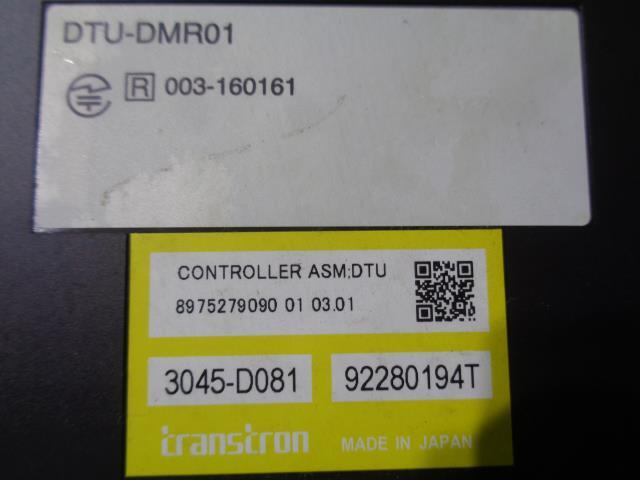 DTU-DMR01
R 003-160161
CONTROLLER ASM:DTU
8975279090 01 03.01
3045-D081 92280194T
transtron MADE IN JAPAN